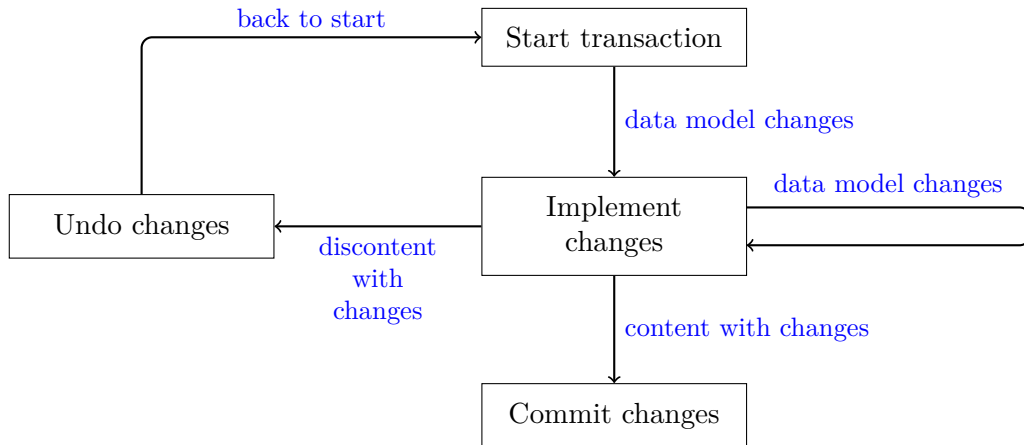 back to start
Start transaction
data model changes
Implement
changes
data model changes
Undo changes
discontent
with
changes
content with changes
Commit changes